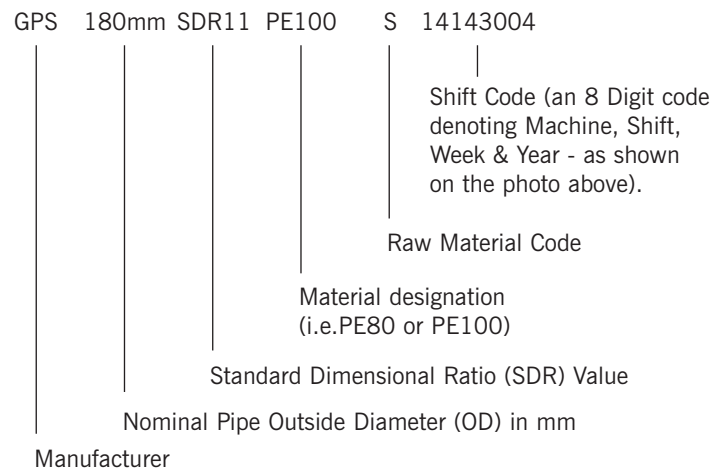 GPS 180mm SDR11 PE100 S 14143004
Shift Code (an 8 Digit code
denoting Machine, Shift,
Week & Year - as shown
on the photo above).
Raw Material Code
Material designation
(i.e.PE80 or PE100)
Standard Dimensional Ratio (SDR) Value
Nominal Pipe Outside Diameter (OD) in mm
Manufacturer